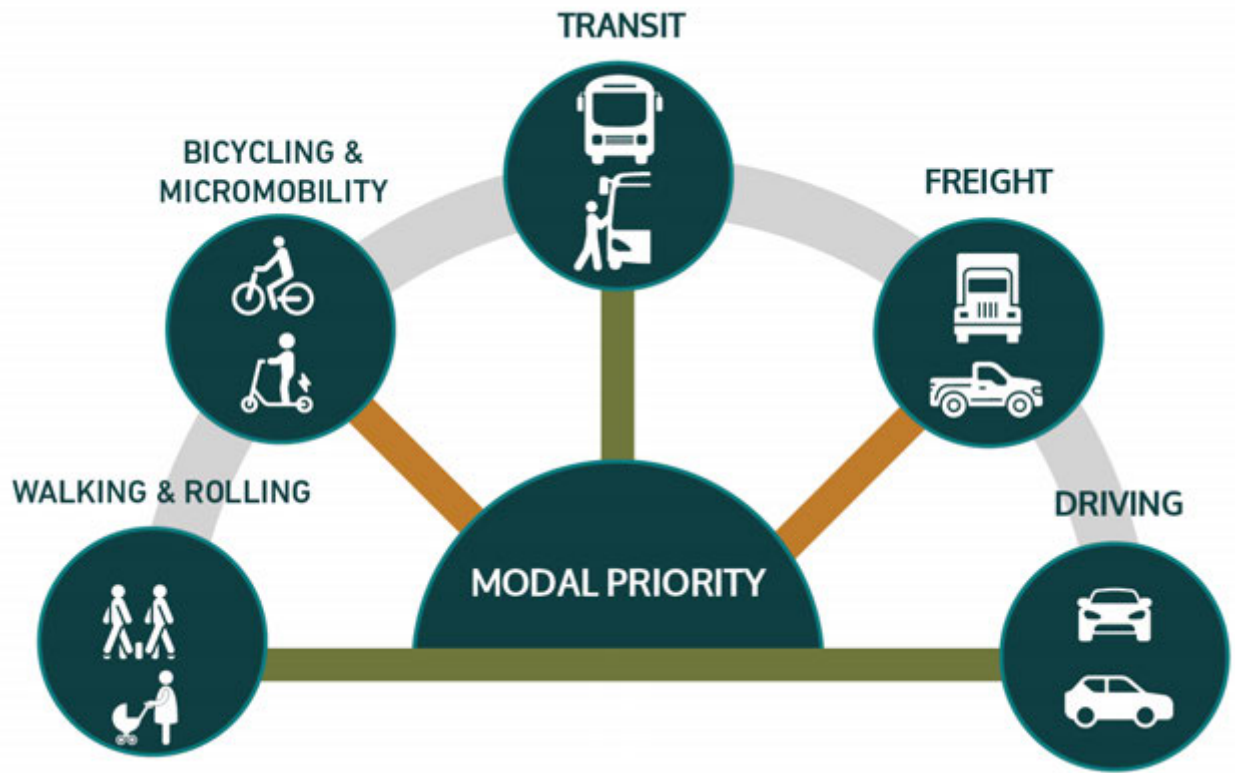 TRANSIT
BICYCLING &
MICROMOBILITY
FREIGHT
WALKING & ROLLING
DRIVING
MODAL PRIORITY